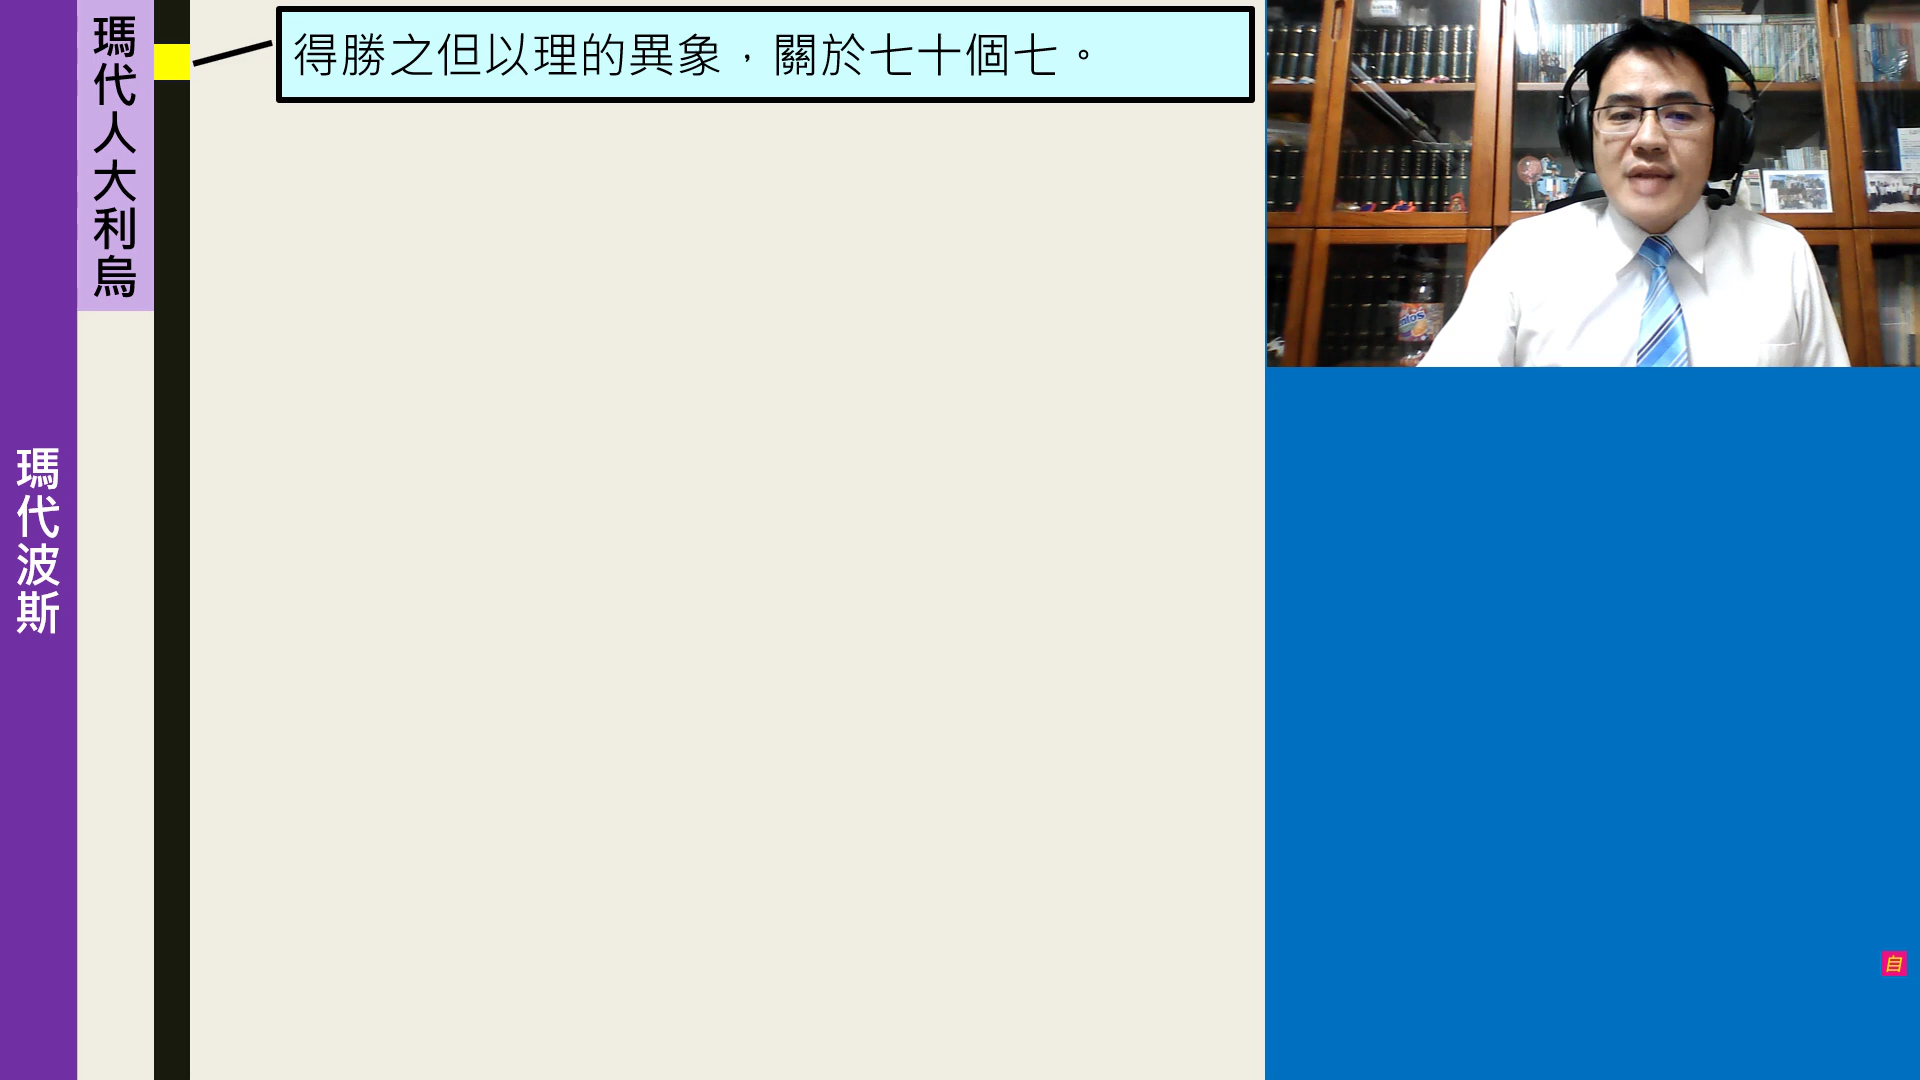 瑪代人大利烏
得勝之但以理的異象，關於七十個七。
瑪代波斯
自